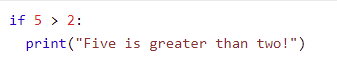 if 5 > 2:
  print("Five is greater than two!")